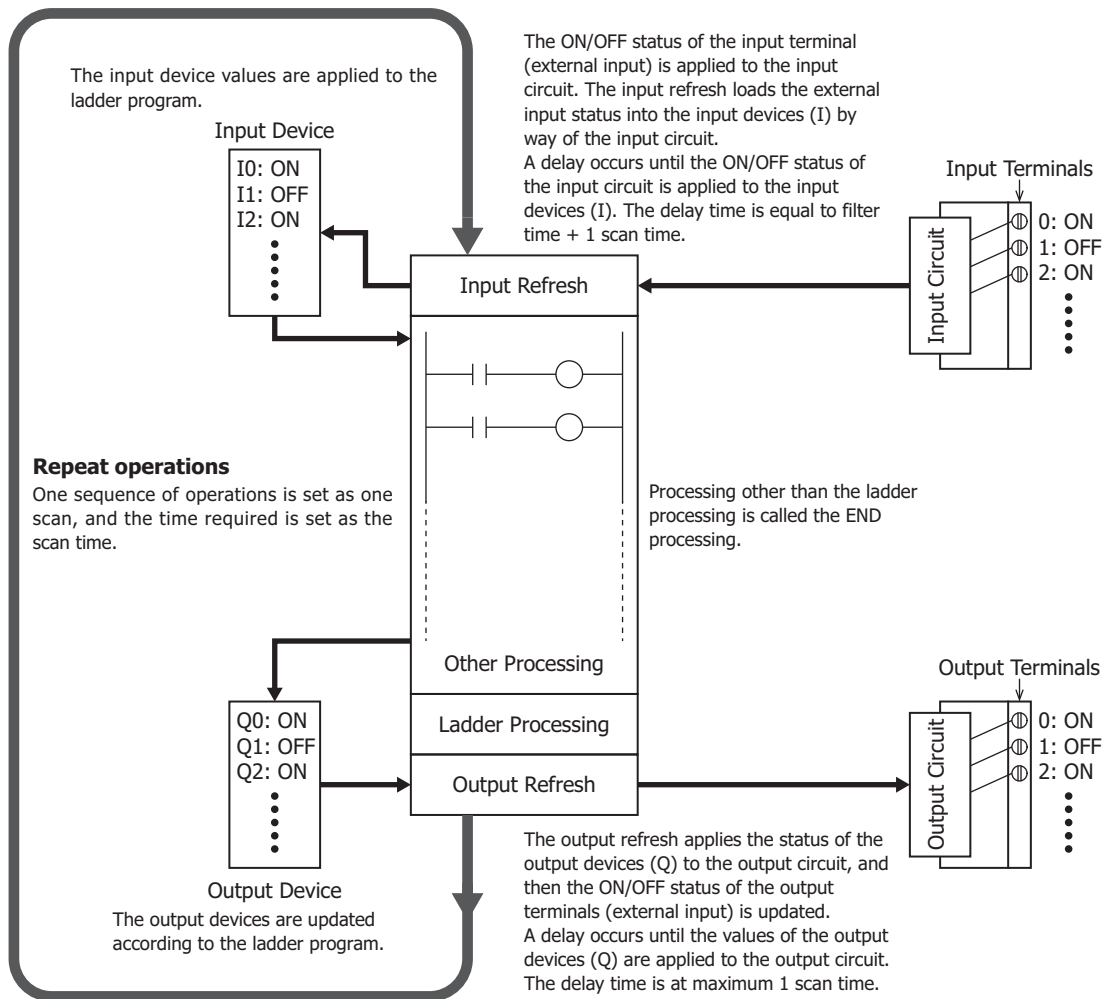 The input device values are applied to the
ladder program.
Input Device
I0: ON
I1: OFF
I2: ON
The ON/OFF status of the input terminal
(external input) is applied to the input
circuit. The input refresh loads the external
input status into the input devices (I) by
way of the input circuit.
A delay occurs until the ON/OFF status of
the input circuit is applied to the input
devices (I). The delay time is equal to filter
time + 1 scan time.
Input Terminals
Input Circuit
0: ON
1: OFF
2: ON
Input Refresh
Repeat operations
One sequence of operations is set as one
scan, and the time required is set as the
scan time.
Processing other than the ladder
processing is called the END
processing.
Other Processing
Ladder Processing
Output Refresh
Q0: ON
Q1: OFF
Q2: ON
Output Device
The output devices are updated
according to the ladder program.
Output Terminals
Output Circuit
0: ON
1: OFF
2: ON
The output refresh applies the status of the
output devices (Q) to the output circuit, and
then the ON/OFF status of the output
terminals (external input) is updated.
A delay occurs until the values of the output
devices (Q) are applied to the output circuit.
The delay time is at maximum 1 scan time.